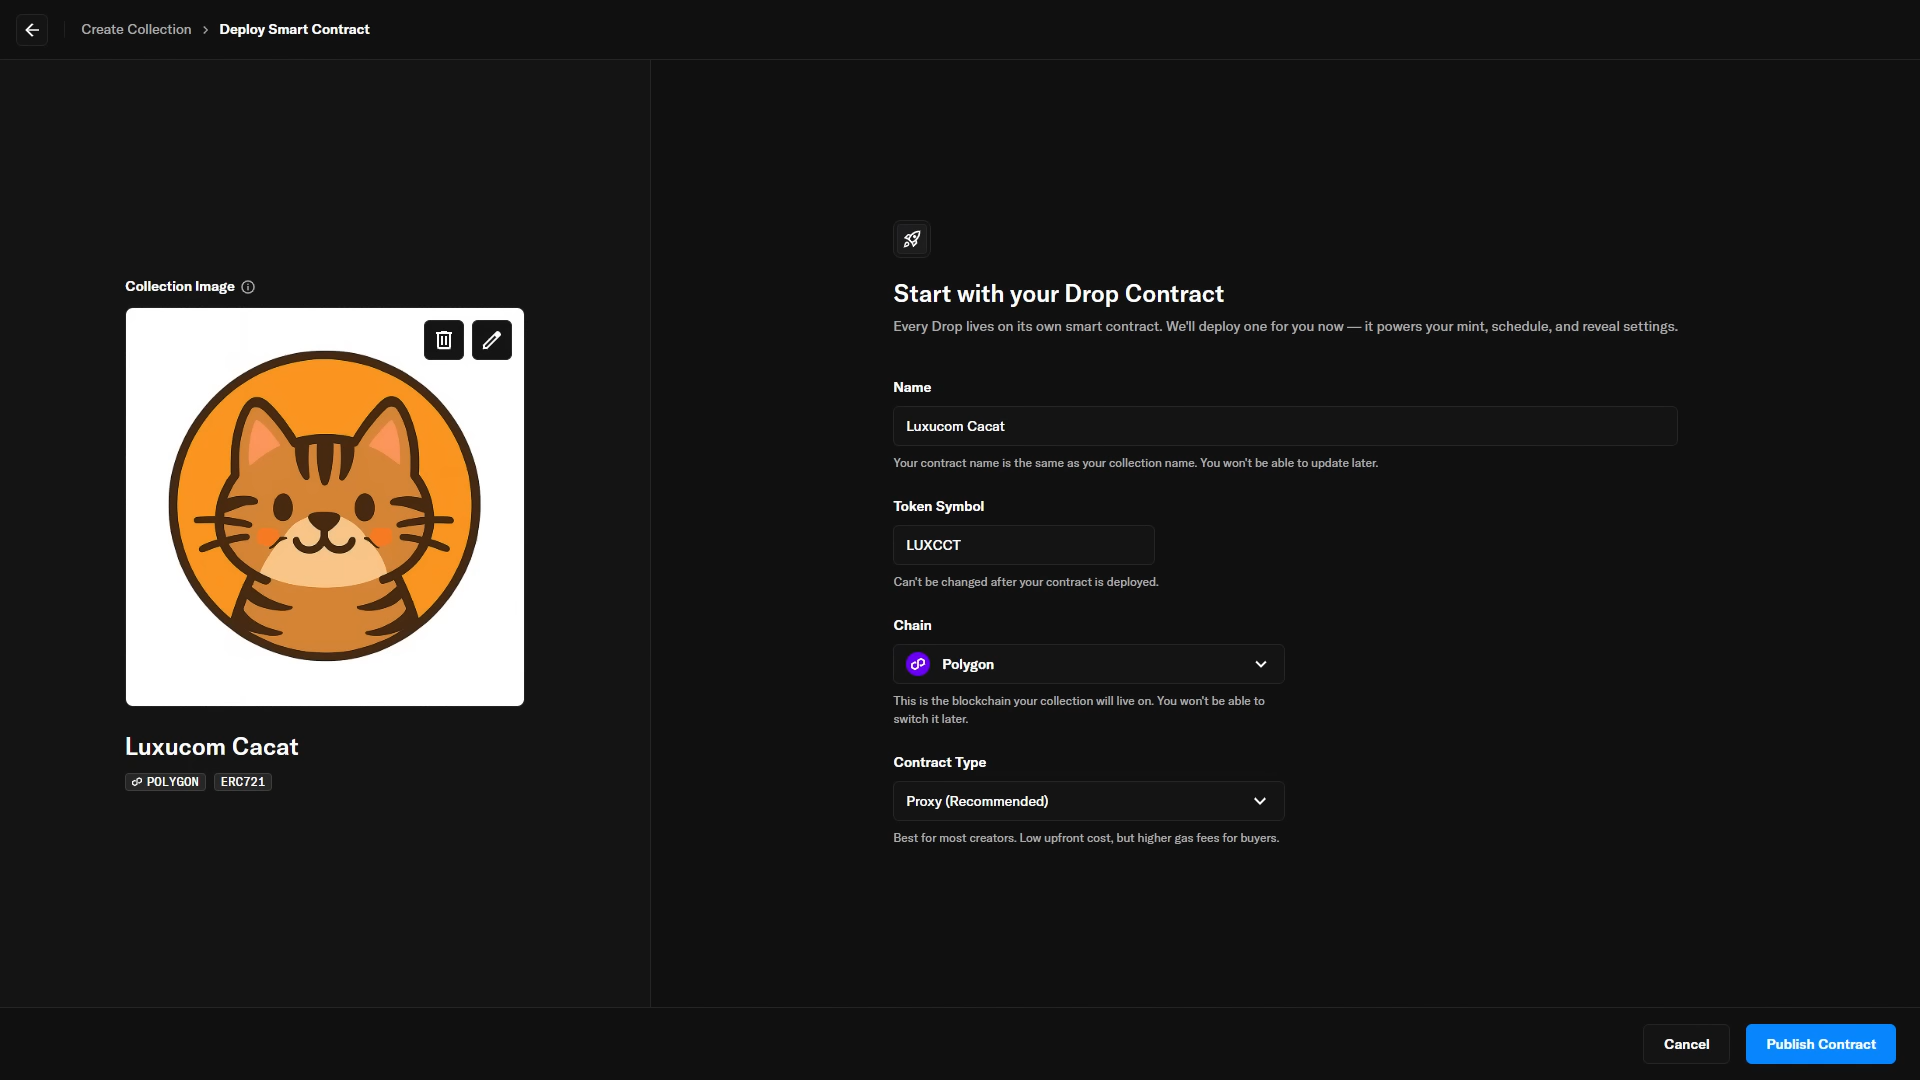 Create Collection > Deploy Smart Contract
Collection Image
Luxucom Cacat
POLYGON ERC721
Start with your Drop Contract
Every Drop lives on its own smart contract. We'll deploy one for you now — it powers your mint, schedule, and reveal settings.
Name
Luxucom Cacat
Your contract name is the same as your collection name. You won't be able to update later.
Token Symbol
LUXCCT
Can't be changed after your contract is deployed.
Chain
Polygon
This is the blockchain your collection will live on. You won't be able to
switch it later.
Contract Type
Proxy (Recommended)
Best for most creators. Low upfront cost, but higher gas fees for buyers.
Cancel
Publish Contract